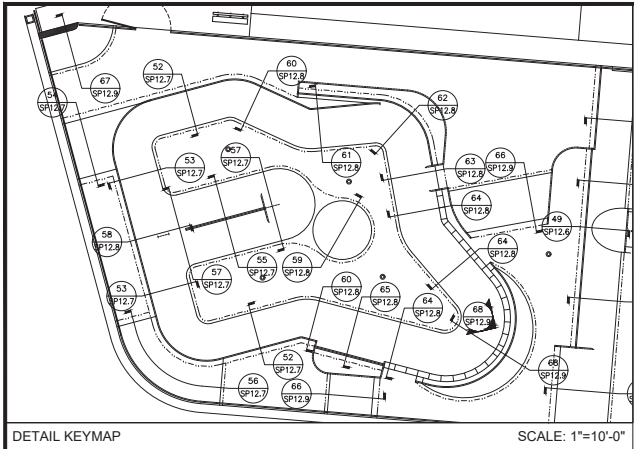 52
SP12.7
60
SP12.8
67
SP12.9
54
SP12.7
62
SP12.8
57
SP12.7
61
SP12.8
53
SP12.7
63
SP12.8
66
SP12.9
64
SP12.8
49
SP12.6
58
SP12.8
64
SP12.8
57
SP12.7
55
SP12.7
59
SP12.8
53
SP12.7
60
SP12.8
65
SP12.8
64
SP12.8
68
SP12.9
52
SP12.7
68
SP12.9
56
SP12.7
66
SP12.9
DETAIL KEYMAP
SCALE: 1"=10'-0"